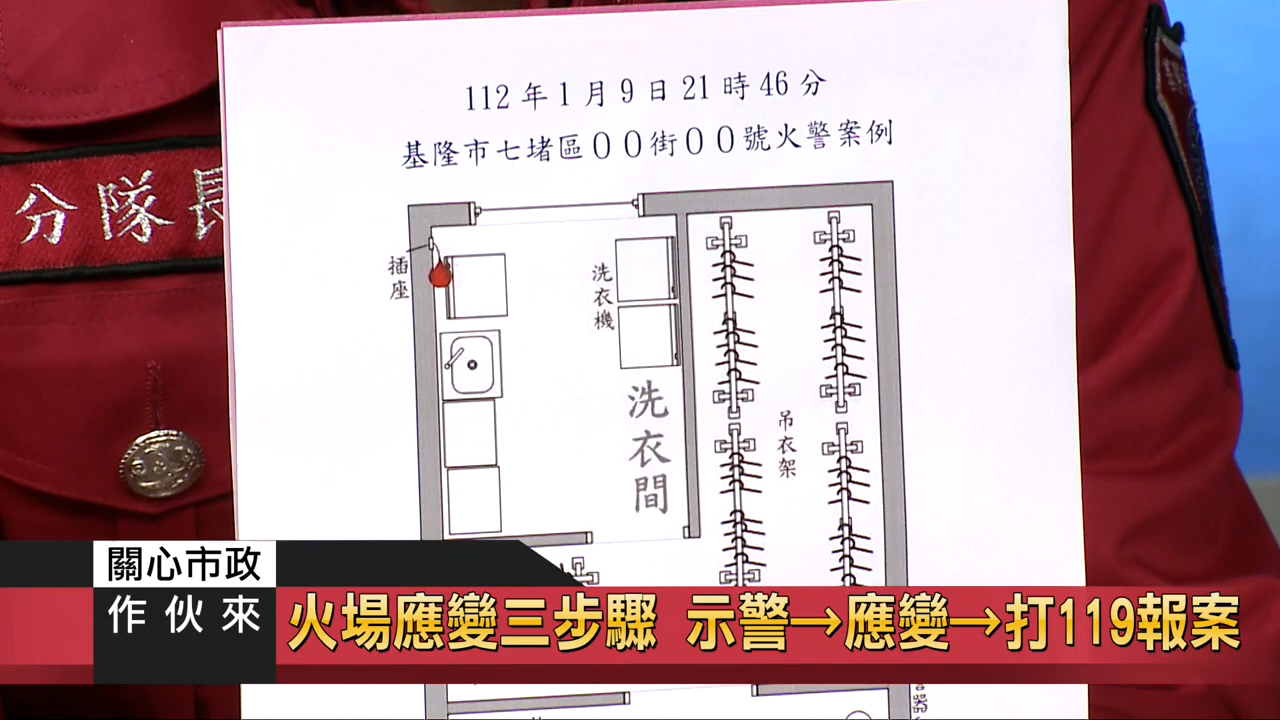 112年1月9日21時46分
基隆市七堵區OO街OO號火警案例
分隊長
插座
洗衣機
洗衣間
吊衣架
關心市政
作伙來
火場應變三步驟 示警→應變→打119報案